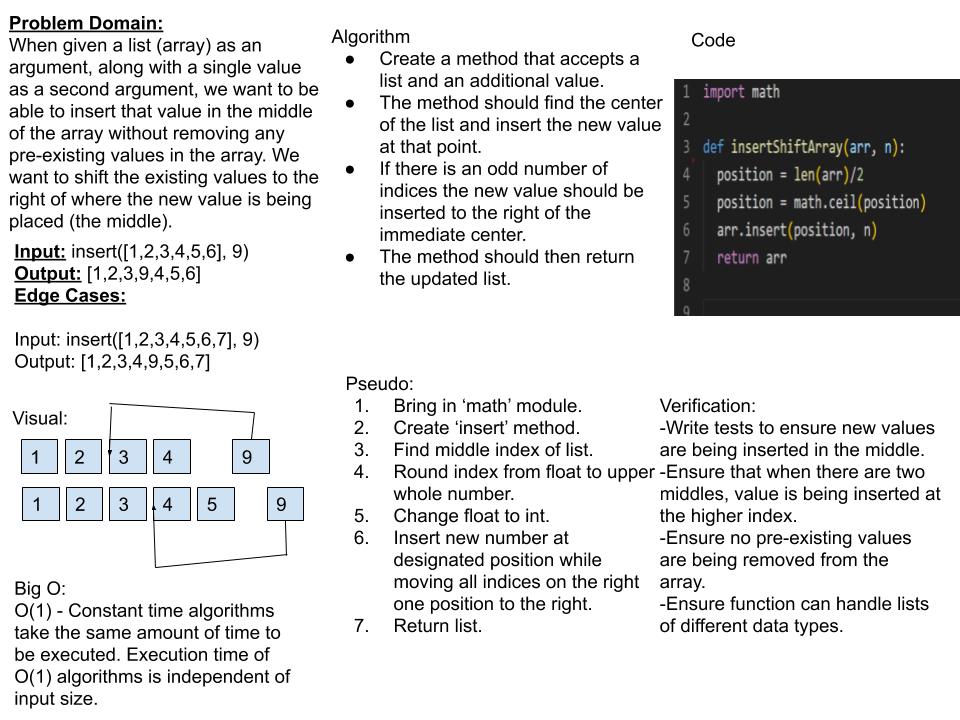 Problem Domain:
When given a list (array) as an
argument, along with a single value
as a second argument, we want to be
able to insert that value in the middle
of the array without removing any
pre-existing values in the array. We
want to shift the existing values to the
right of where the new value is being
placed (the middle).
Input: insert([1,2,3,4,5,6], 9)
Output: [1,2,3,9,4,5,6]
Edge Cases:
Input: insert([1,2,3,4,5,6,7], 9)
Output: [1,2,3,4,9,5,6,7]
Visual:
1 2 3 4 9
1 2 3 4 5 9
Big O:
O(1) - Constant time algorithms
take the same amount of time to
be executed. Execution time of
O(1) algorithms is independent of
input size.
Algorithm
● Create a method that accepts a
list and an additional value.
● The method should find the center
of the list and insert the new value
at that point.
● If there is an odd number of
indices the new value should be
inserted to the right of the
immediate center.
● The method should then return
the updated list.
Pseudo:
1. Bring in ‘math’ module.
2. Create ‘insert’ method.
3. Find middle index of list.
4. Round index from float to upper
whole number.
5. Change float to int.
6. Insert new number at
designated position while
moving all indices on the right
one position to the right.
7. Return list.
Code
1 import math
2
3 def insertShiftArray(arr, n):
4 position = len(arr)/2
5 position = math.ceil(position)
6 arr.insert(position, n)
7 return arr
8
9
Verification:
-Write tests to ensure new values
are being inserted in the middle.
-Ensure that when there are two
middles, value is being inserted at
the higher index.
-Ensure no pre-existing values
are being removed from the
array.
-Ensure function can handle lists
of different data types.